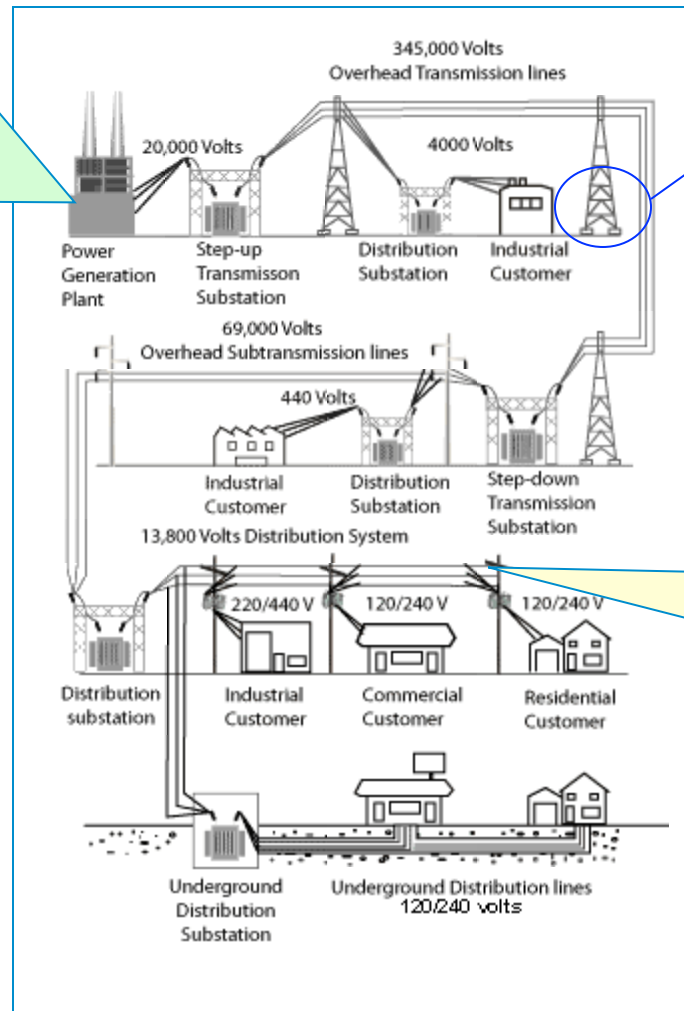 345,000 Volts
Overhead Transmission lines
20,000 Volts
4000 Volts
Power
Generation
Plant
Step-up
Transmisson
Substation
Distribution
Substation
Industrial
Customer
69,000 Volts
Overhead Subtransmission lines
440 Volts
Industrial
Customer
Distribution
Substation
Step-down
Transmission
Substation
13,800 Volts Distribution System
220/440 V
120/240 V
120/240 V
Distribution
substation
Industrial
Customer
Commercial
Customer
Residential
Customer
Underground
Distribution
Substation
Underground Distribution lines
120/240 volts